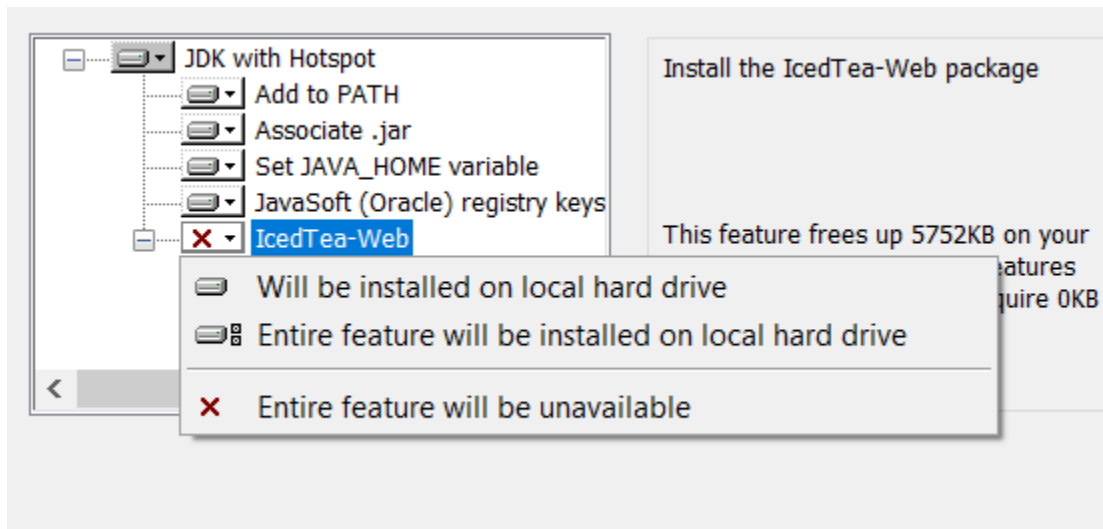 JDK with Hotspot
Add to PATH
Associate .jar
Set JAVA_HOME variable
JavaSoft (Oracle) registry keys
IcedTea-Web
Will be installed on local hard drive
Entire feature will be installed on local hard drive
Entire feature will be unavailable
Install the IcedTea-Web package
This feature frees up 5752KB on your
0KB